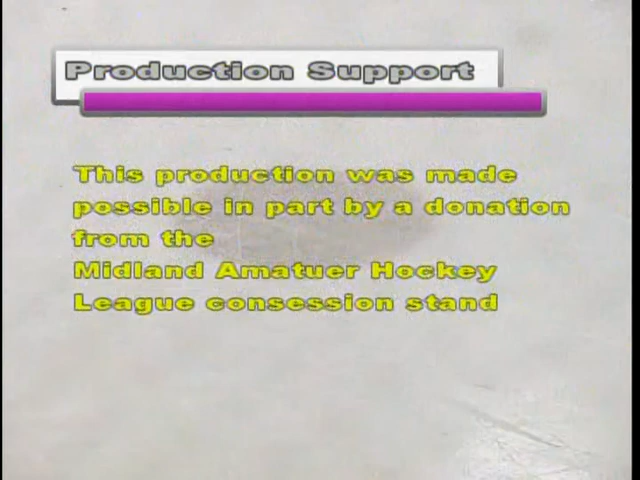 Production Support
This production was made
possible in part by a donation
from the
Midland Amatuer Hockey
League consession stand